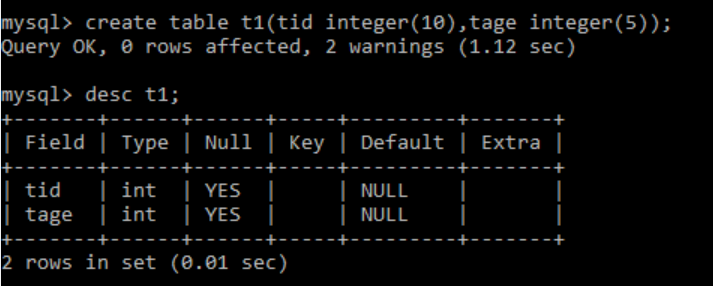 mysql> create table t1(tid integer(10),tage integer(5));
Query OK, 0 rows affected, 2 warnings (1.12 sec)
mysql> desc t1;
+-------+------+------+-----+---------+-------+
| Field | Type | Null | Key | Default | Extra |
+-------+------+------+-----+---------+-------+
| tid   | int  | YES  |     | NULL    |       |
| tage  | int  | YES  |     | NULL    |       |
+-------+------+------+-----+---------+-------+
2 rows in set (0.01 sec)